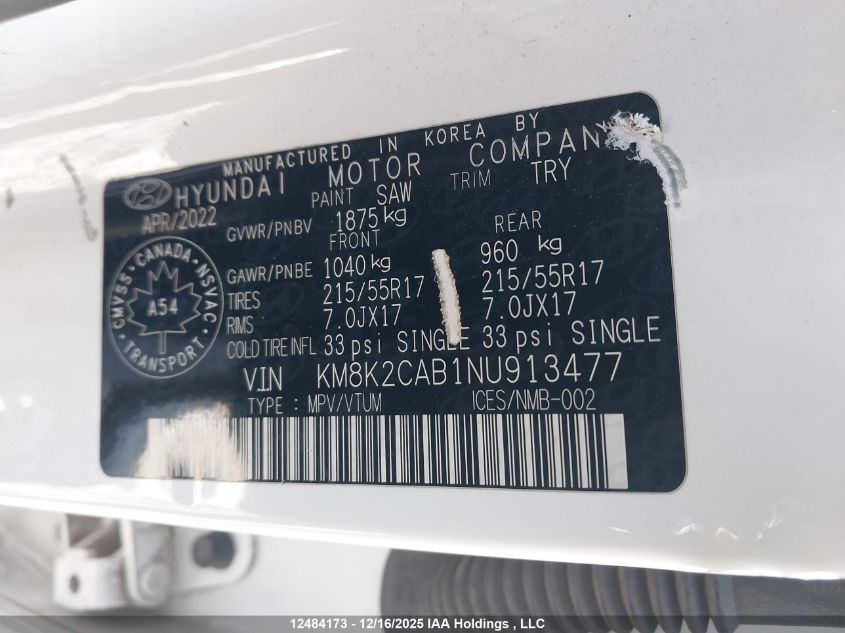 MANUFACTURED IN KOREA BY
HYUNDAI MOTOR COMPANY
PAINT SAW TRIM TRY
APR/2022
GVWR/PNBV 1875 kg
FRONT REAR
GAWR/PNBE 1040 kg 960 kg
TIRES 215/55R17 215/55R17
RIMS 7.0JX17 7.0JX17
COLD TIRE INFL 33 psi SINGLE 33 psi SINGLE
VIN KM8K2CAB1NU913477
TYPE : MPV/VTUM ICES/NMB-002
CANADA
CMVSS NSVAC
A54
TRANSPORT
12484173 - 12/16/2025 IAA Holdings , LLC